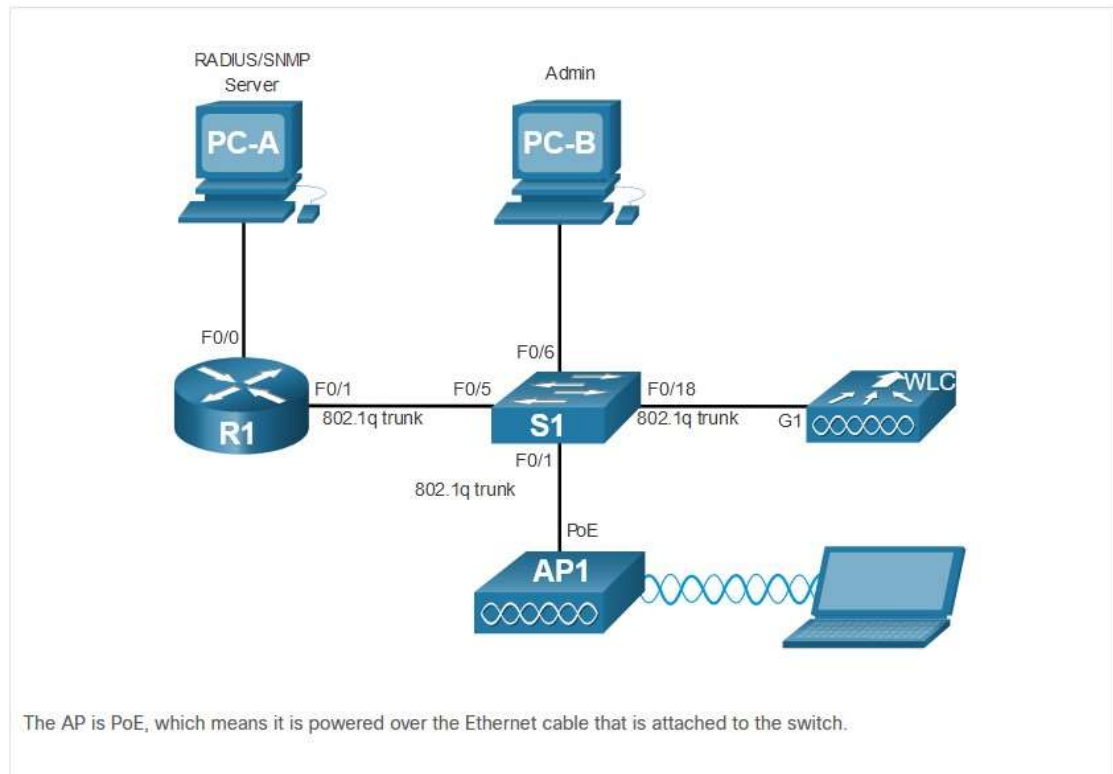 RADIUS/SNMP
Server
Admin
PC-A
PC-B
F0/0
F0/6
F0/1
F0/5
F0/18
WLC
802.1q trunk
802.1q trunk
G1
R1
S1
F0/1
802.1q trunk
PoE
AP1
The AP is PoE, which means it is powered over the Ethernet cable that is attached to the switch.